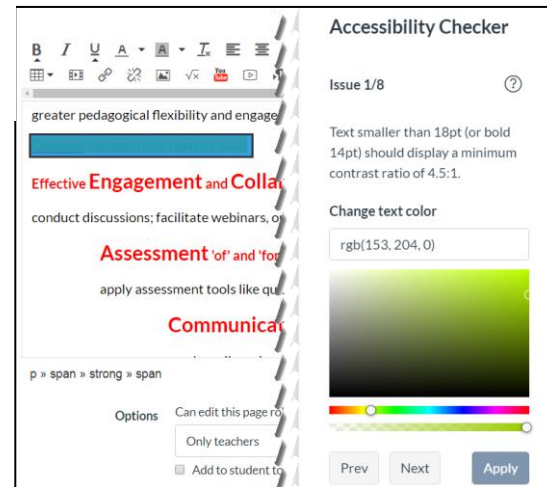 Accessibility Checker
B I U A A Ix
Issue 1/8 ?
You Tube
greater pedagogical flexibility and engage
Text smaller than 18pt (or bold
14pt) should display a minimum
contrast ratio of 4.5:1.
Effective Engagement and Colla
Change text color
conduct discussions; facilitate webinars, o
rgb(153, 204, 0)
Assessment 'of' and 'for
apply assessment tools like qu
Communica
p » span » strong » span
Options Can edit this page ro
Only teachers
Add to student to
Prev Next Apply